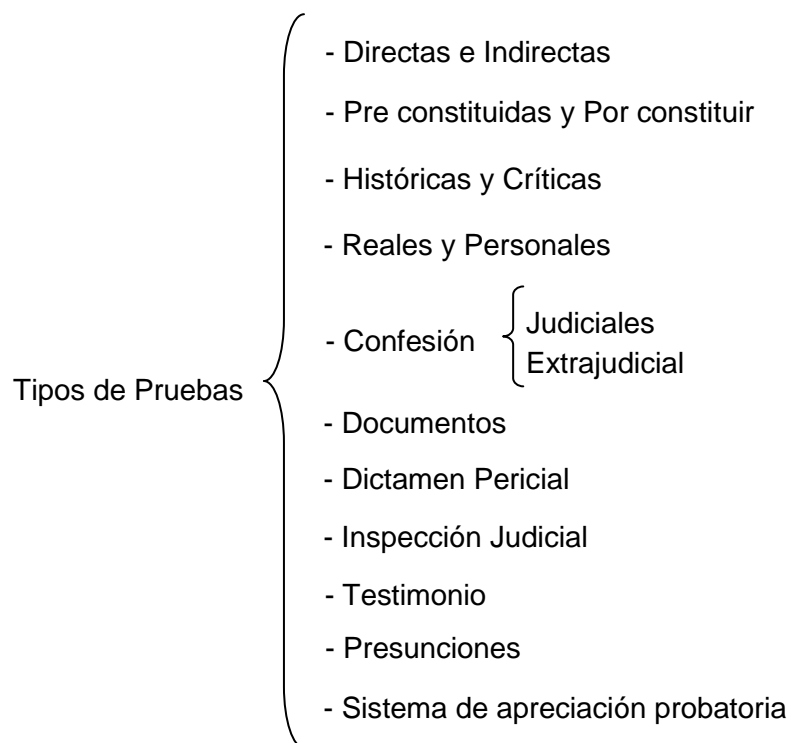 Tipos de Pruebas
- Directas e Indirectas
- Pre constituidas y Por constituir
- Históricas y Críticas
- Reales y Personales
- Confesión
Judiciales
Extrajudicial
- Documentos
- Dictamen Pericial
- Inspección Judicial
- Testimonio
- Presunciones
- Sistema de apreciación probatoria